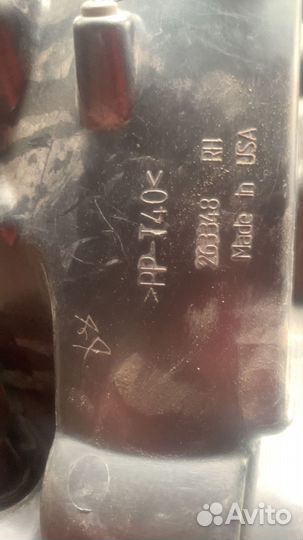 >PP-T40<
263348 RH
Made in USA
Avito